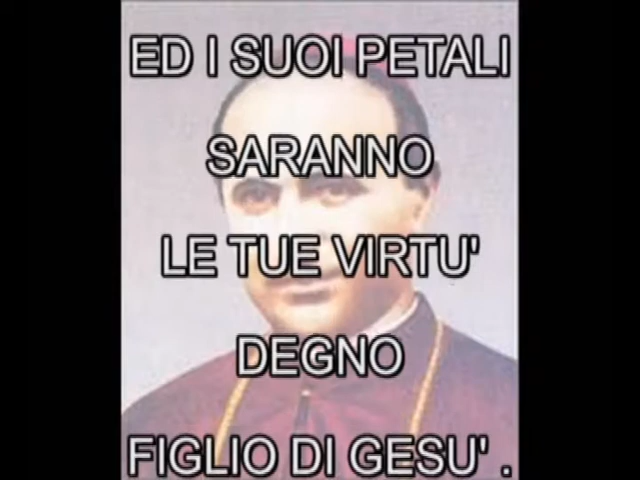 ED I SUOI PETALI
SARANNO
LE TUE VIRTU'
DEGNO
FIGLIO DI GESU' .